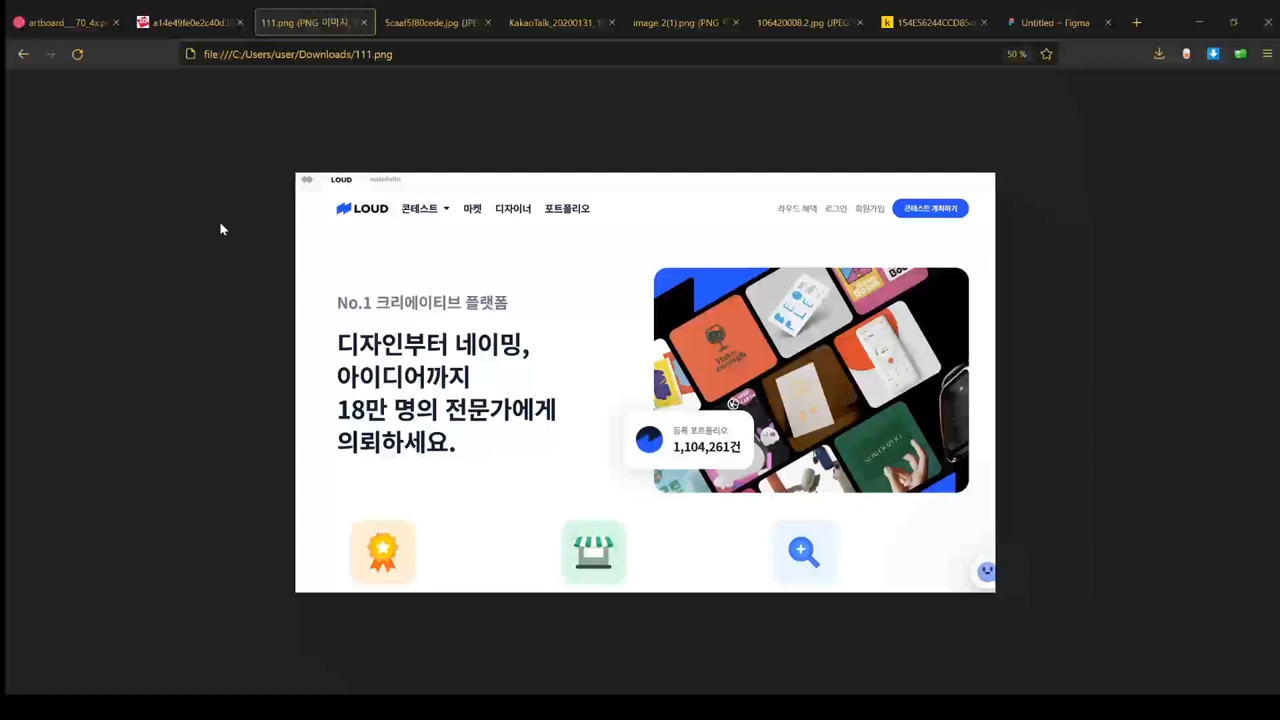 artboard__70_4x.p
a14e49fe0e2c40d3
111.png (PNG 이미지
5caaf5f80cede.jpg (JPE
KakaoTalk_20200131_1
image 2(1).png (PNG
106420008.2.jpg (JPEG
154E56244CCD85
Untitled – Figma
file:///C:/Users/user/Downloads/111.png
50 %
LOUD
notefolio
LOUD 콘테스트 마켓 디자이너 포트폴리오
라우드 혜택 로그인 회원가입 콘테스트 개최하기
No.1 크리에이티브 플랫폼
디자인부터 네이밍,
아이디어까지
18만 명의 전문가에게
의뢰하세요.
등록 포트폴리오
1,104,261건